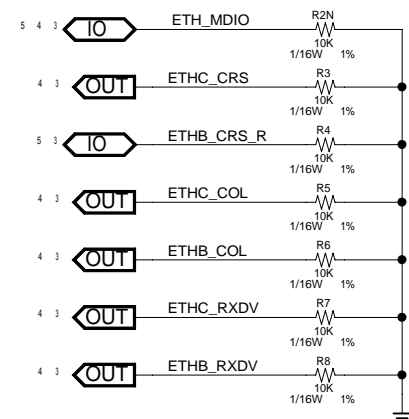 5 4 3 IO ETH_MDIO R2N
10K
1/16W 1%
4 3 OUT ETHC_CRS R3
10K
1/16W 1%
5 3 IO ETHB_CRS_R R4
10K
1/16W 1%
4 3 OUT ETHC_COL R5
10K
1/16W 1%
4 3 OUT ETHB_COL R6
10K
1/16W 1%
4 3 OUT ETHC_RXDV R7
10K
1/16W 1%
4 3 OUT ETHB_RXDV R8
10K
1/16W 1%